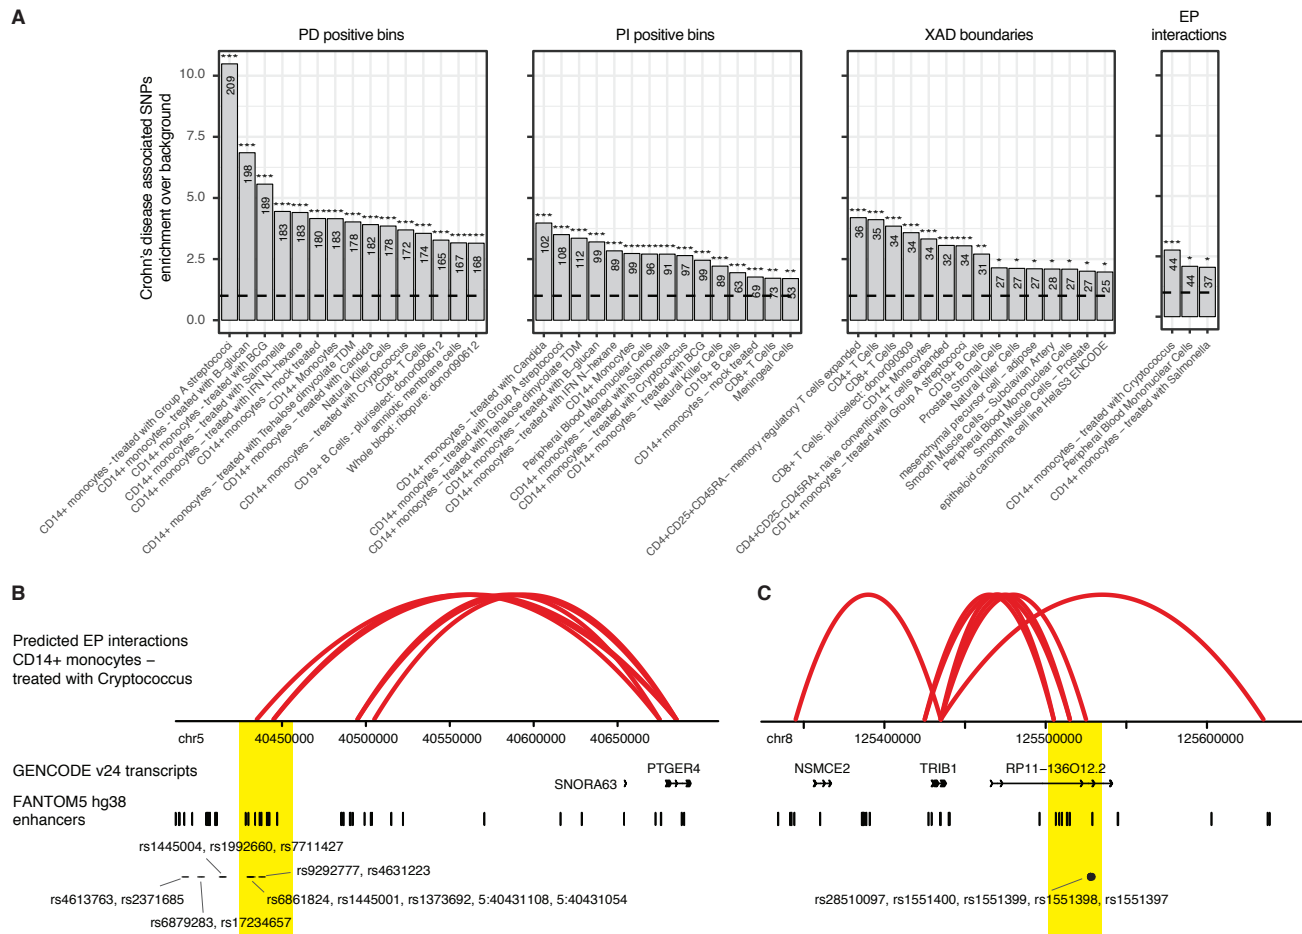 A
PD positive bins
PI positive bins
XAD boundaries
EP
interactions
Crohn's disease associated SNPs
enrichment over background
10.0
7.5
5.0
2.5
0.0
*** *** *** *** *** *** *** *** *** *** *** *** *** *** ***
209 198 189 183 183 180 183 178 182 178 172 174 165 167 168
*** *** *** *** *** *** *** *** *** *** *** ** *** ** **
102 108 112 99 89 99 96 91 97 99 89 63 69 73 53
*** *** *** *** *** *** *** ** * * * * * * *
36 35 34 34 34 32 34 31 27 27 27 28 27 27 25
*** * *
44 44 37
CD14+ monocytes - treated with Group A streptococci
CD14+ monocytes - treated with B-glucan
CD14+ monocytes - treated with BCG
CD14+ monocytes - treated with Salmonella
CD14+ monocytes - treated with IFN N-hexane
CD14+ monocytes - mock treated
CD14+ Monocytes
CD14+ monocytes - treated with Trehalose dimycolate TDM
CD14+ monocytes - treated with Candida
Natural Killer Cells
CD14+ monocytes - treated with Cryptococcus
CD8+ T Cells
CD19+ B Cells - pluriselect: donor090612
amniotic membrane cells
Whole blood: ribopure: donor090612
CD14+ monocytes - treated with Candida
CD14+ monocytes - treated with Group A streptococci
CD14+ monocytes - treated with Trehalose dimycolate TDM
CD14+ monocytes - treated with B-glucan
CD14+ monocytes - treated with IFN N-hexane
CD14+ Monocytes
Peripheral Blood Mononuclear Cells
CD14+ monocytes - treated with Salmonella
CD14+ monocytes - treated with Cryptococcus
CD14+ monocytes - treated with BCG
Natural Killer Cells
CD19+ B Cells
CD14+ monocytes - mock treated
CD8+ T Cells
Meningeal Cells
CD4+CD25+CD45RA- memory regulatory T cells expanded
CD4+ T Cells
CD8+ T Cells
CD8+ T Cells: pluriselect: donor090309
CD14+ Monocytes
CD4+CD25-CD45RA+ naive conventional T cells expanded
CD14+ monocytes - treated with Group A streptococci
CD19+ B Cells
Prostate Stromal Cells
Natural Killer Cells
mesenchymal precursor cell - adipose
Smooth Muscle Cells - Subclavian Artery
Peripheral Blood Mononuclear Cells
Smooth Muscle Cells - Prostate
epitheloid carcinoma cell line HelaS3 ENCODE
CD14+ monocytes - treated with Cryptococcus
Peripheral Blood Mononuclear Cells
CD14+ monocytes - treated with Salmonella
B
C
Predicted EP interactions
CD14+ monocytes –
treated with Cryptococcus
chr5 40450000 40500000 40550000 40600000 40650000
chr8 125400000 125500000 125600000
GENCODE v24 transcripts
SNORA63
PTGER4
NSMCE2
TRIB1
RP11-136O12.2
FANTOM5 hg38
enhancers
rs1445004, rs1992660, rs7711427
rs9292777, rs4631223
rs4613763, rs2371685
rs6861824, rs1445001, rs1373692, 5:40431108, 5:40431054
rs6879283, rs17234657
rs28510097, rs1551400, rs1551399, rs1551398, rs1551397